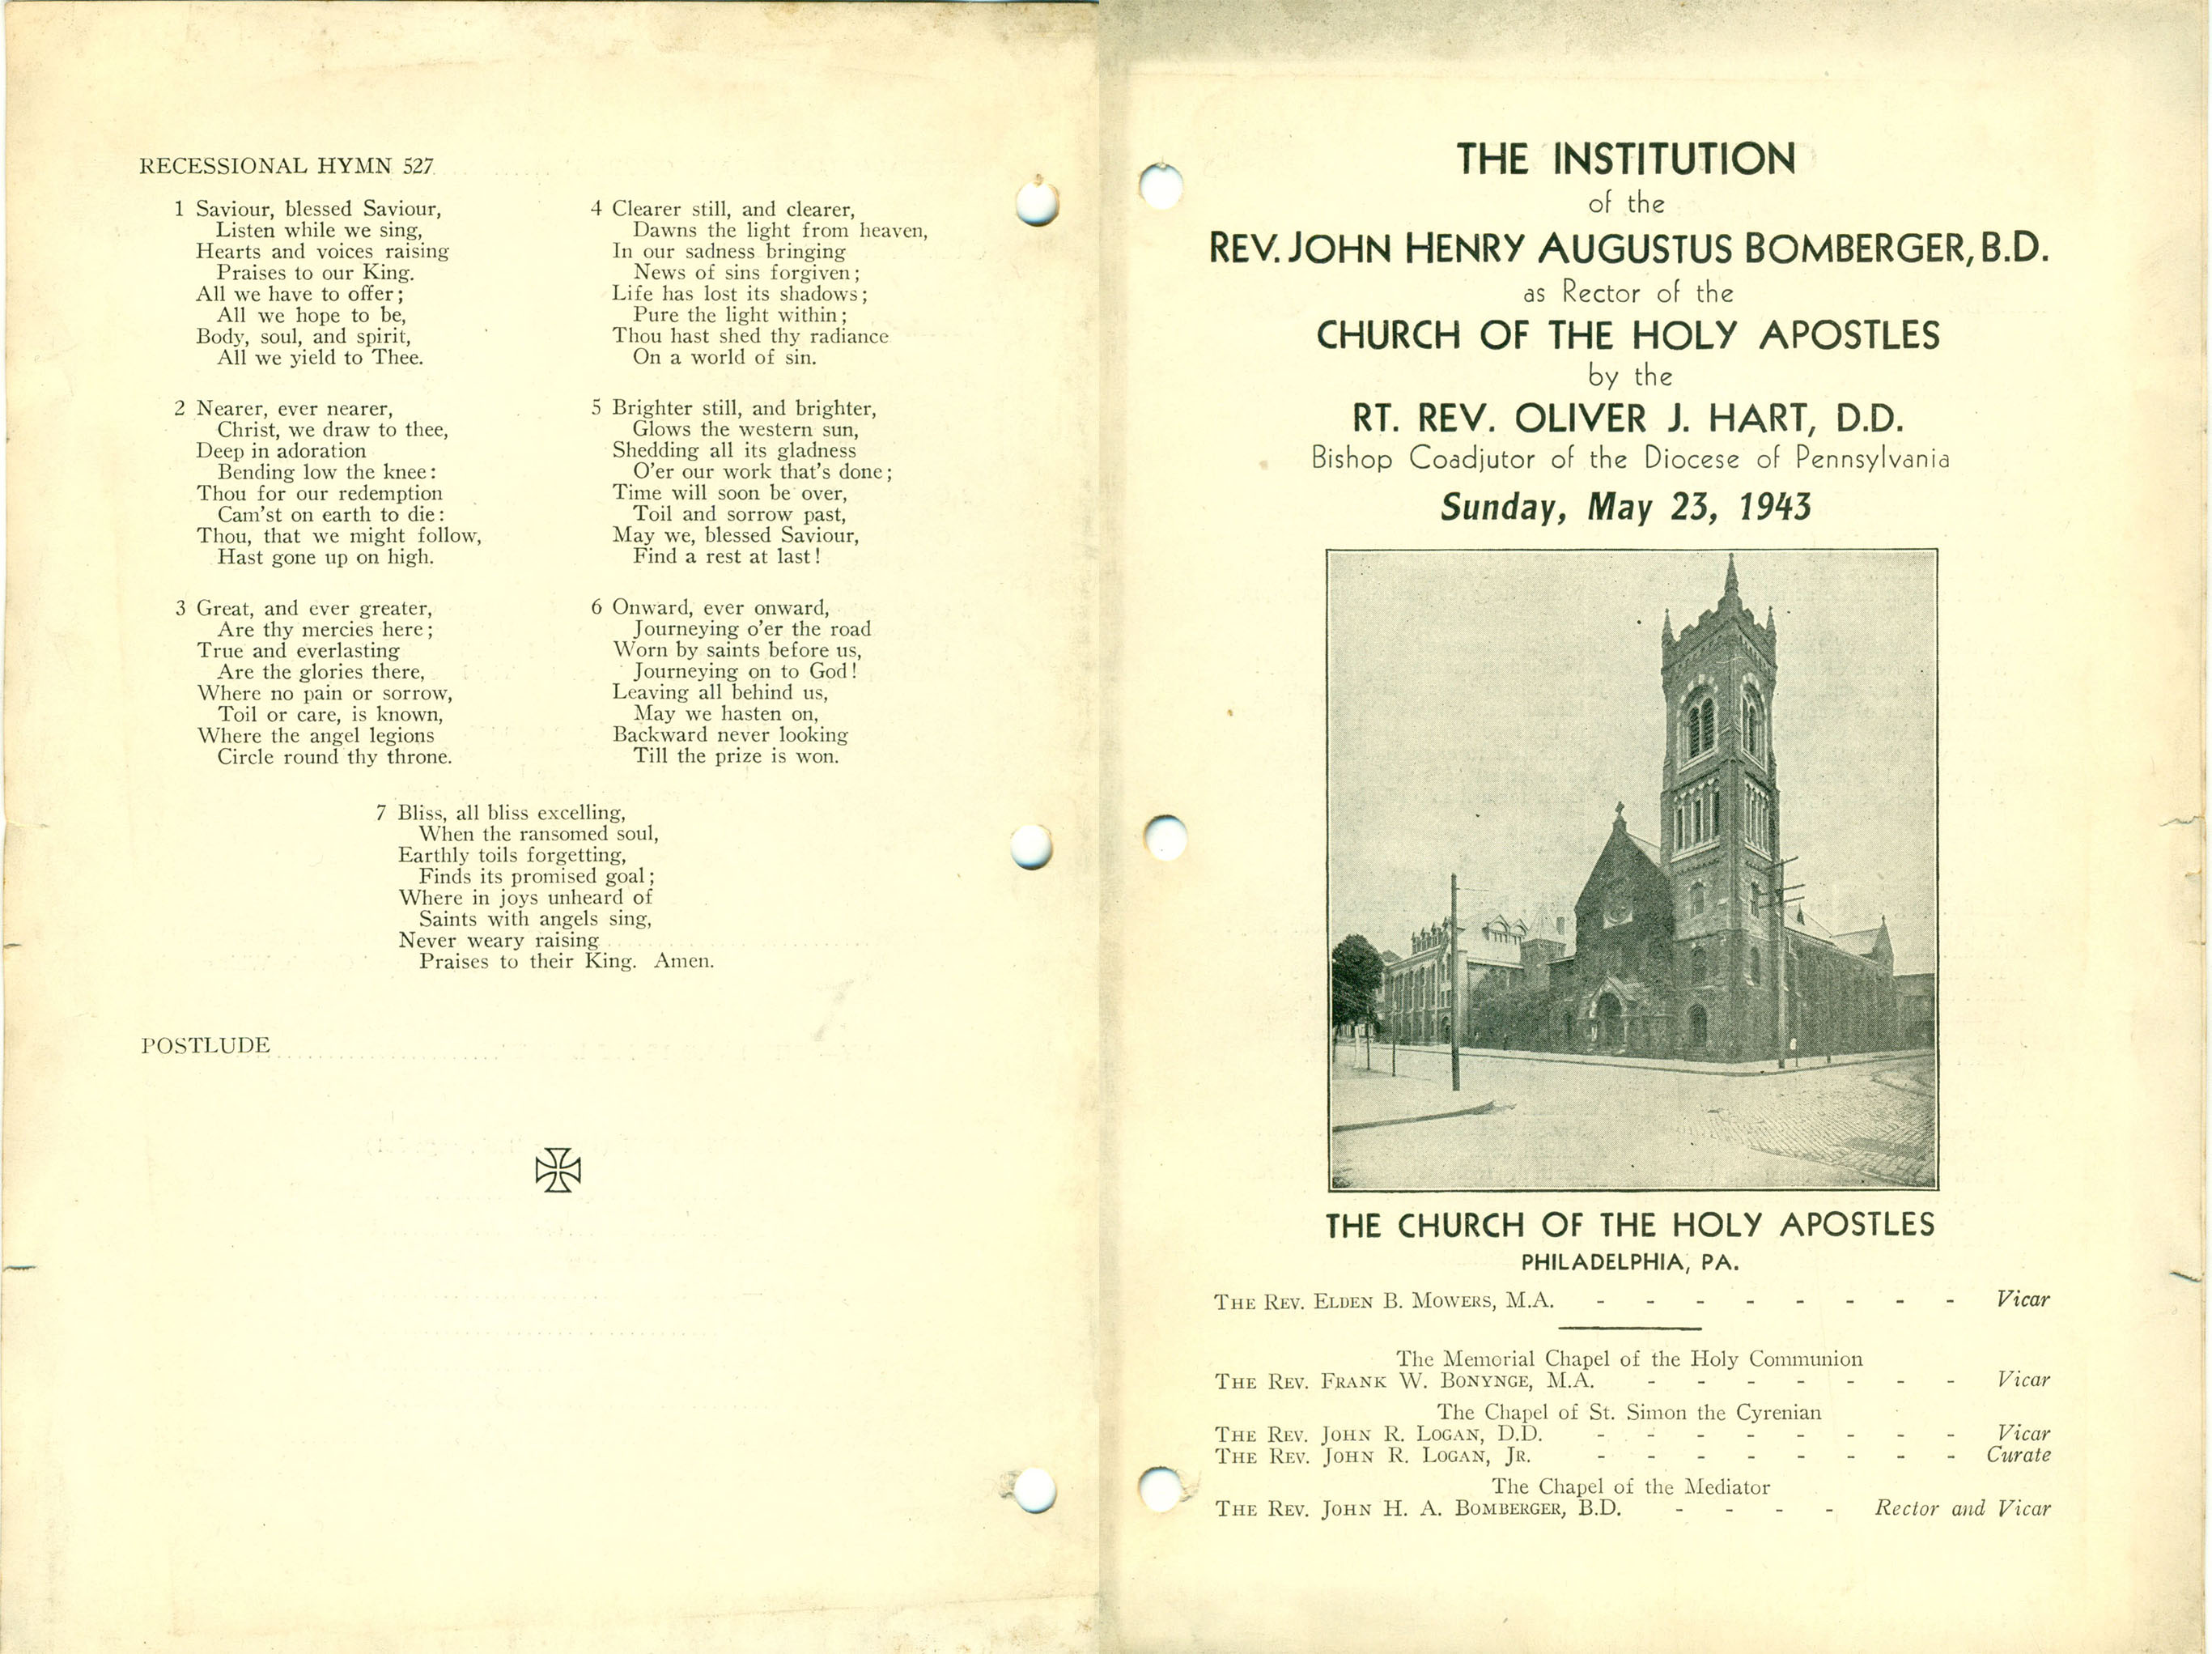 RECESSIONAL HYMN 527
1 Saviour, blessed Saviour,
Listen while we sing,
Hearts and voices raising
Praises to our King.
All we have to offer;
All we hope to be,
Body, soul, and spirit,
All we yield to Thee.
2 Nearer, ever nearer,
Christ, we draw to thee,
Deep in adoration
Bending low the knee:
Thou for our redemption
Cam'st on earth to die:
Thou, that we might follow,
Hast gone up on high.
3 Great, and ever greater,
Are thy mercies here;
True and everlasting
Are the glories there,
Where no pain or sorrow,
Toil or care, is known,
Where the angel legions
Circle round thy throne.
4 Clearer still, and clearer,
Dawns the light from heaven,
In our sadness bringing
News of sins forgiven;
Life has lost its shadows;
Pure the light within;
Thou hast shed thy radiance
On a world of sin.
5 Brighter still, and brighter,
Glows the western sun,
Shedding all its gladness
O'er our work that's done;
Time will soon be over,
Toil and sorrow past,
May we, blessed Saviour,
Find a rest at last!
6 Onward, ever onward,
Journeying o'er the road
Worn by saints before us,
Journeying on to God!
Leaving all behind us,
May we hasten on,
Backward never looking
Till the prize is won.
7 Bliss, all bliss excelling,
When the ransomed soul,
Earthly toils forgetting,
Finds its promised goal;
Where in joys unheard of
Saints with angels sing,
Never weary raising
Praises to their King. Amen.
POSTLUDE
THE INSTITUTION
of the
REV. JOHN HENRY AUGUSTUS BOMBERGER, B.D.
as Rector of the
CHURCH OF THE HOLY APOSTLES
by the
RT. REV. OLIVER J. HART, D.D.
Bishop Coadjutor of the Diocese of Pennsylvania
Sunday, May 23, 1943
THE CHURCH OF THE HOLY APOSTLES
PHILADELPHIA, PA.
THE REV. ELDEN B. MOWERS, M.A. - - - - - - - - Vicar
The Memorial Chapel of the Holy Communion
THE REV. FRANK W. BONYNGE, M.A. - - - - - - - Vicar
The Chapel of St. Simon the Cyrenian
THE REV. JOHN R. LOGAN, D.D. - - - - - - - - Vicar
THE REV. JOHN R. LOGAN, JR. - - - - - - - - Curate
The Chapel of the Mediator
THE REV. JOHN H. A. BOMBERGER, B.D. - - - - Rector and Vicar